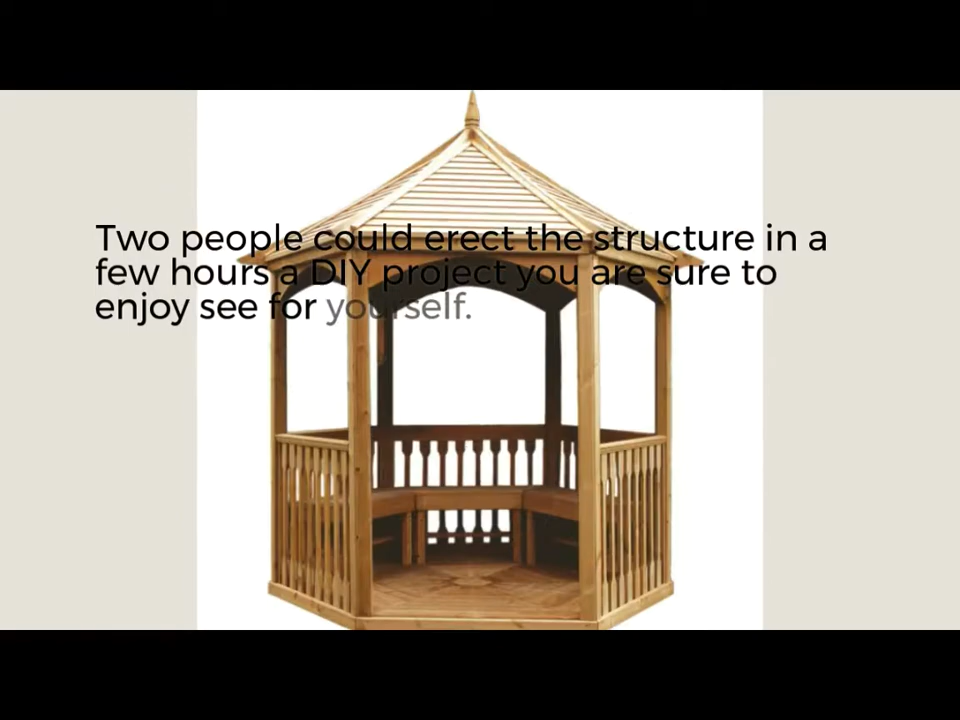 Two people could erect the structure in a
few hours a DIY project you are sure to
enjoy see for yourself.